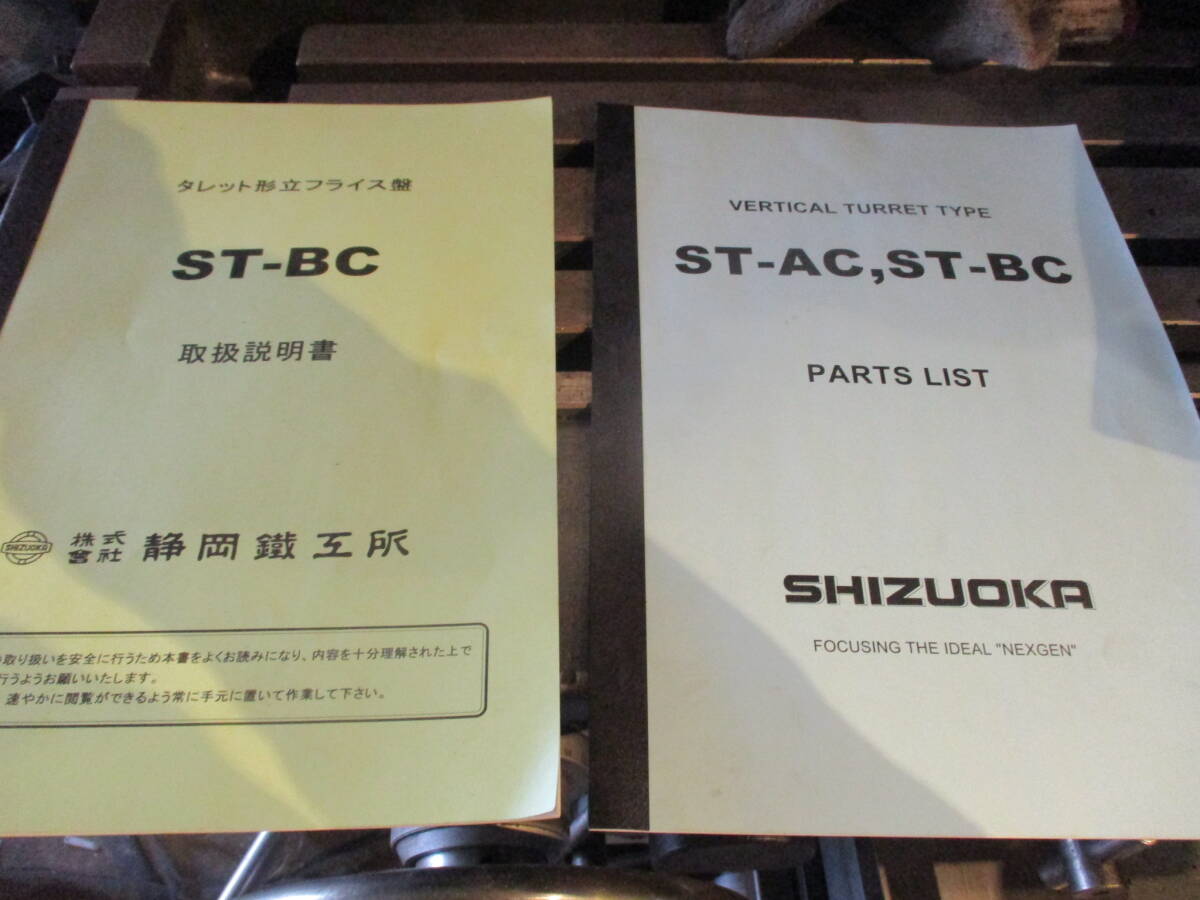 タレット形立フライス盤
ST-BC
取扱説明書
SHIZUOKA
株式會社 静岡鐵工所
取り扱いを安全に行うため本書をよくお読みになり、内容を十分理解された上で
行うようお願いいたします。
速やかに閲覧ができるよう常に手元に置いて作業して下さい。
VERTICAL TURRET TYPE
ST-AC,ST-BC
PARTS LIST
SHIZUOKA
FOCUSING THE IDEAL "NEXGEN"